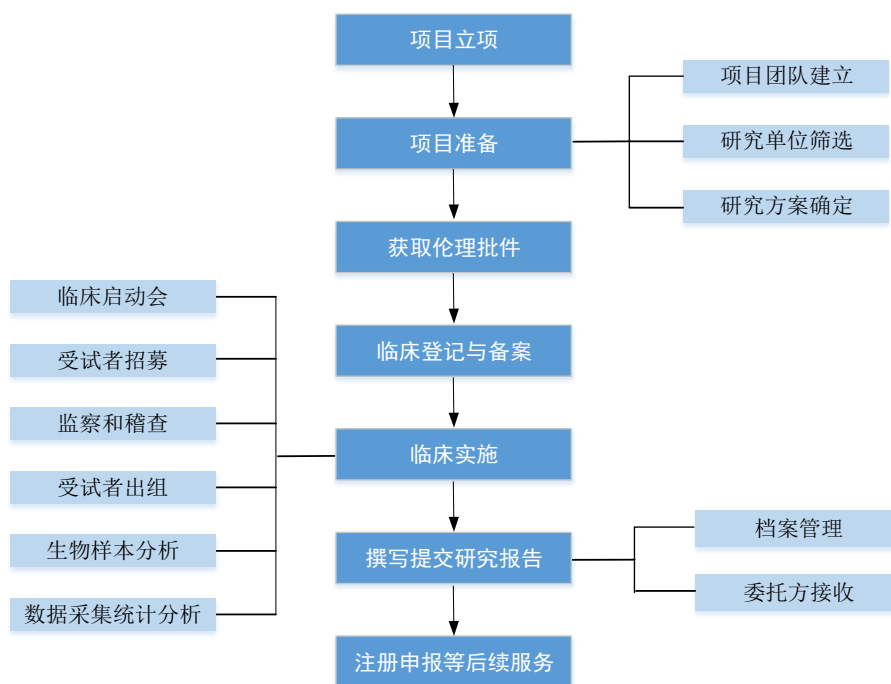 项目立项
项目准备
项目团队建立
研究单位筛选
研究方案确定
获取伦理批件
临床登记与备案
临床实施
临床启动会
受试者招募
监察和稽查
受试者出组
生物样本分析
数据采集统计分析
撰写提交研究报告
档案管理
委托方接收
注册申报等后续服务